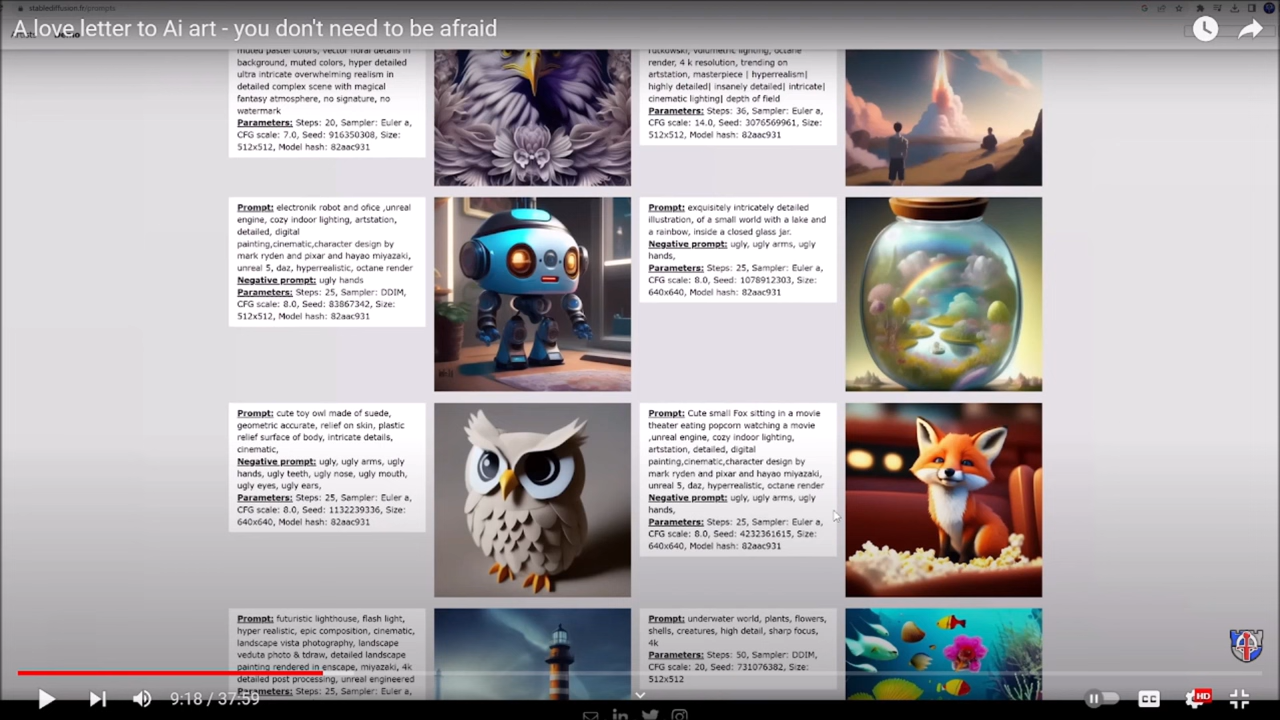 stablediffusion.fr/prompts
A love letter to Ai art - you don't need to be afraid
muted pastel colors, vector floral details in
background, muted colors, hyper detailed
ultra intricate overwhelming realism in
detailed complex scene with magical
fantasy atmosphere, no signature, no
watermark
Parameters: Steps: 20, Sampler: Euler a,
CFG scale: 7.0, Seed: 916350308, Size:
512x512, Model hash: 82aac931
rutkowski, volumetric lighting, octane
render, 4 k resolution, trending on
artstation, masterpiece | hyperrealism|
highly detailed| insanely detailed| intricate|
cinematic lighting| depth of field
Parameters: Steps: 36, Sampler: Euler a,
CFG scale: 14.0, Seed: 3076569961, Size:
512x512, Model hash: 82aac931
Prompt: electronik robot and ofice ,unreal
engine, cozy indoor lighting, artstation,
detailed, digital
painting,cinematic,character design by
mark ryden and pixar and hayao miyazaki,
unreal 5, daz, hyperrealistic, octane render
Negative prompt: ugly hands
Parameters: Steps: 25, Sampler: DDIM,
CFG scale: 8.0, Seed: 83867342, Size:
512x512, Model hash: 82aac931
Prompt: exquisitely intricately detailed
illustration, of a small world with a lake and
a rainbow, inside a closed glass jar.
Negative prompt: ugly, ugly arms, ugly
hands,
Parameters: Steps: 25, Sampler: Euler a,
CFG scale: 8.0, Seed: 1078912303, Size:
640x640, Model hash: 82aac931
Prompt: cute toy owl made of suede,
geometric accurate, relief on skin, plastic
relief surface of body, intricate details,
cinematic,
Negative prompt: ugly, ugly arms, ugly
hands, ugly teeth, ugly nose, ugly mouth,
ugly eyes, ugly ears,
Parameters: Steps: 25, Sampler: Euler a,
CFG scale: 8.0, Seed: 1132239336, Size:
640x640, Model hash: 82aac931
Prompt: Cute small Fox sitting in a movie
theater eating popcorn watching a movie
,unreal engine, cozy indoor lighting,
artstation, detailed, digital
painting,cinematic,character design by
mark ryden and pixar and hayao miyazaki,
unreal 5, daz, hyperrealistic, octane render
Negative prompt: ugly, ugly arms, ugly
hands,
Parameters: Steps: 25, Sampler: Euler a,
CFG scale: 8.0, Seed: 4232361615, Size:
640x640, Model hash: 82aac931
Prompt: futuristic lighthouse, flash light,
hyper realistic, epic composition, cinematic,
landscape vista photography, landscape
veduta photo & tdraw, detailed landscape
painting rendered in enscape, miyazaki, 4k
detailed post processing, unreal engineered
Parameters: Steps: 25, Sampler: Euler a,
Prompt: underwater world, plants, flowers,
shells, creatures, high detail, sharp focus,
4k
Parameters: Steps: 50, Sampler: DDIM,
CFG scale: 20, Seed: 731076382, Size:
512x512
9:18 / 37:59
CC
HD